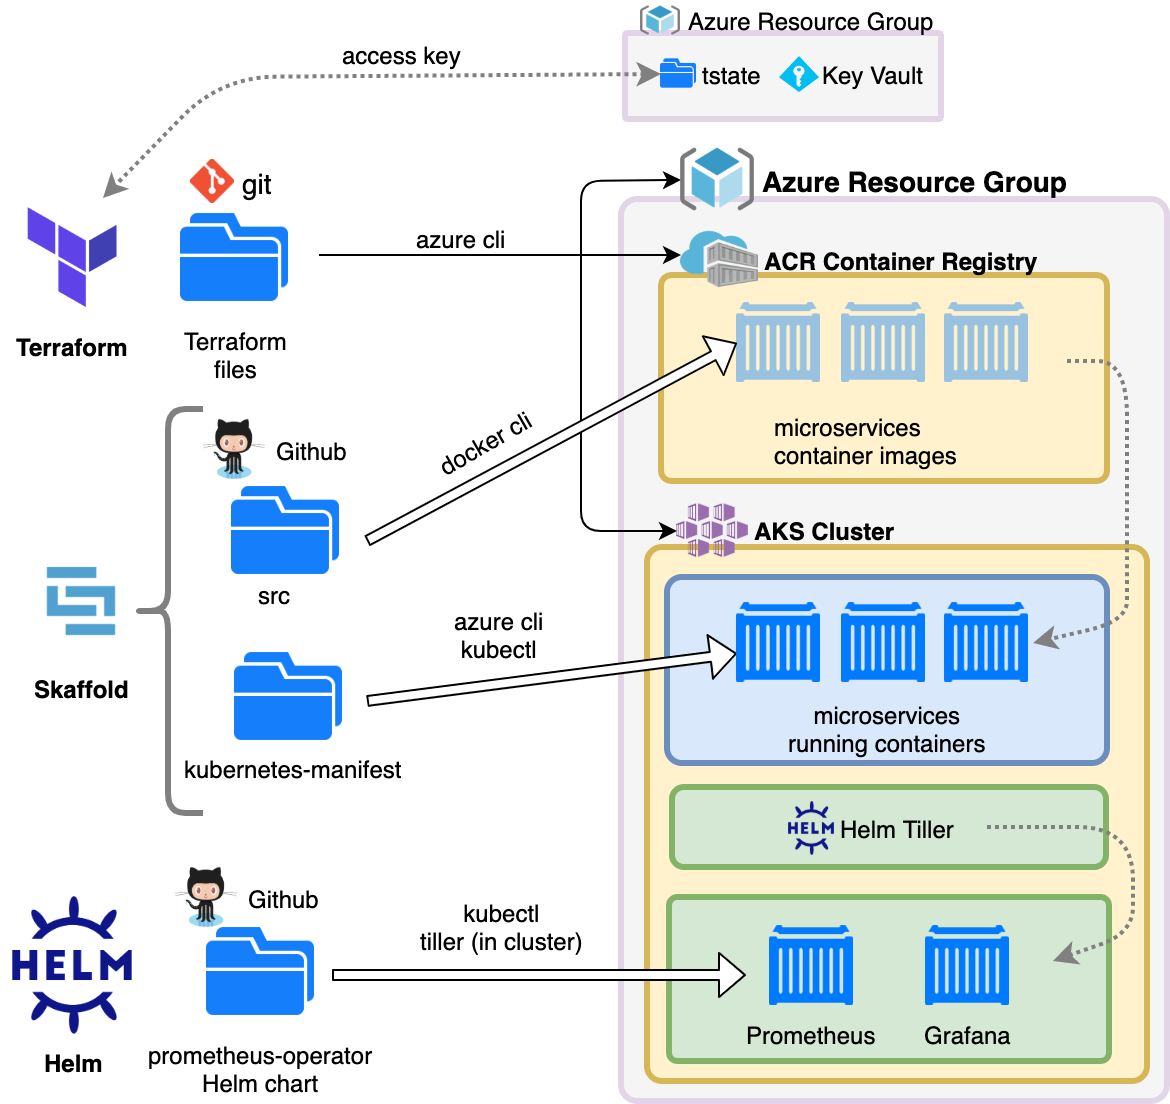 Azure Resource Group
access key
tstate
Key Vault
git
Azure Resource Group
azure cli
ACR Container Registry
Terraform
Terraform
files
microservices
container images
docker cli
Github
src
AKS Cluster
Skaffold
azure cli
kubectl
kubernetes-manifest
microservices
running containers
HELM
Helm Tiller
Github
kubectl
tiller (in cluster)
HELM
Helm
prometheus-operator
Helm chart
Prometheus
Grafana